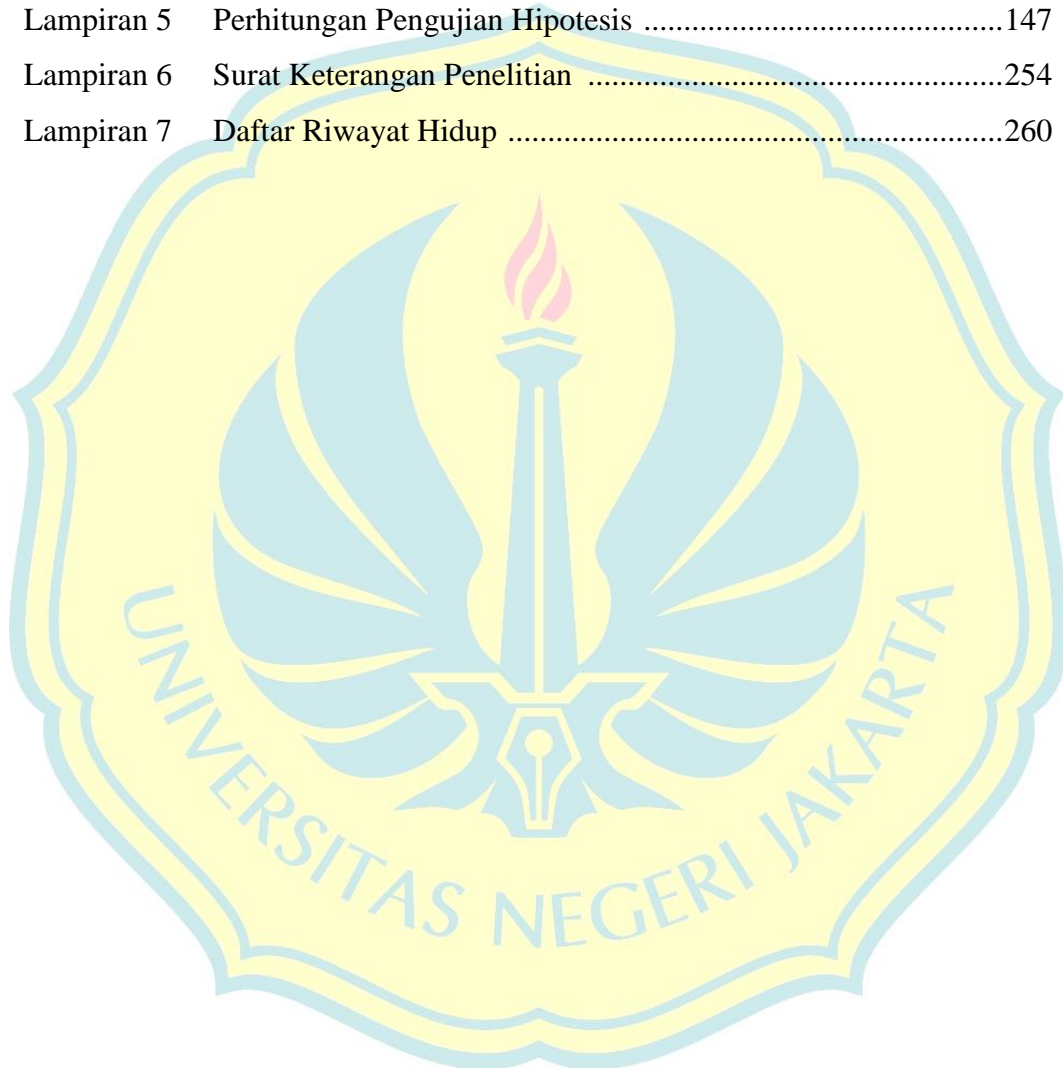 Lampiran 5 Perhitungan Pengujian Hipotesis .............................................147
Lampiran 6 Surat Keterangan Penelitian ....................................................254
Lampiran 7 Daftar Riwayat Hidup ..............................................................260
UNIVERSITAS NEGERI JAKARTA